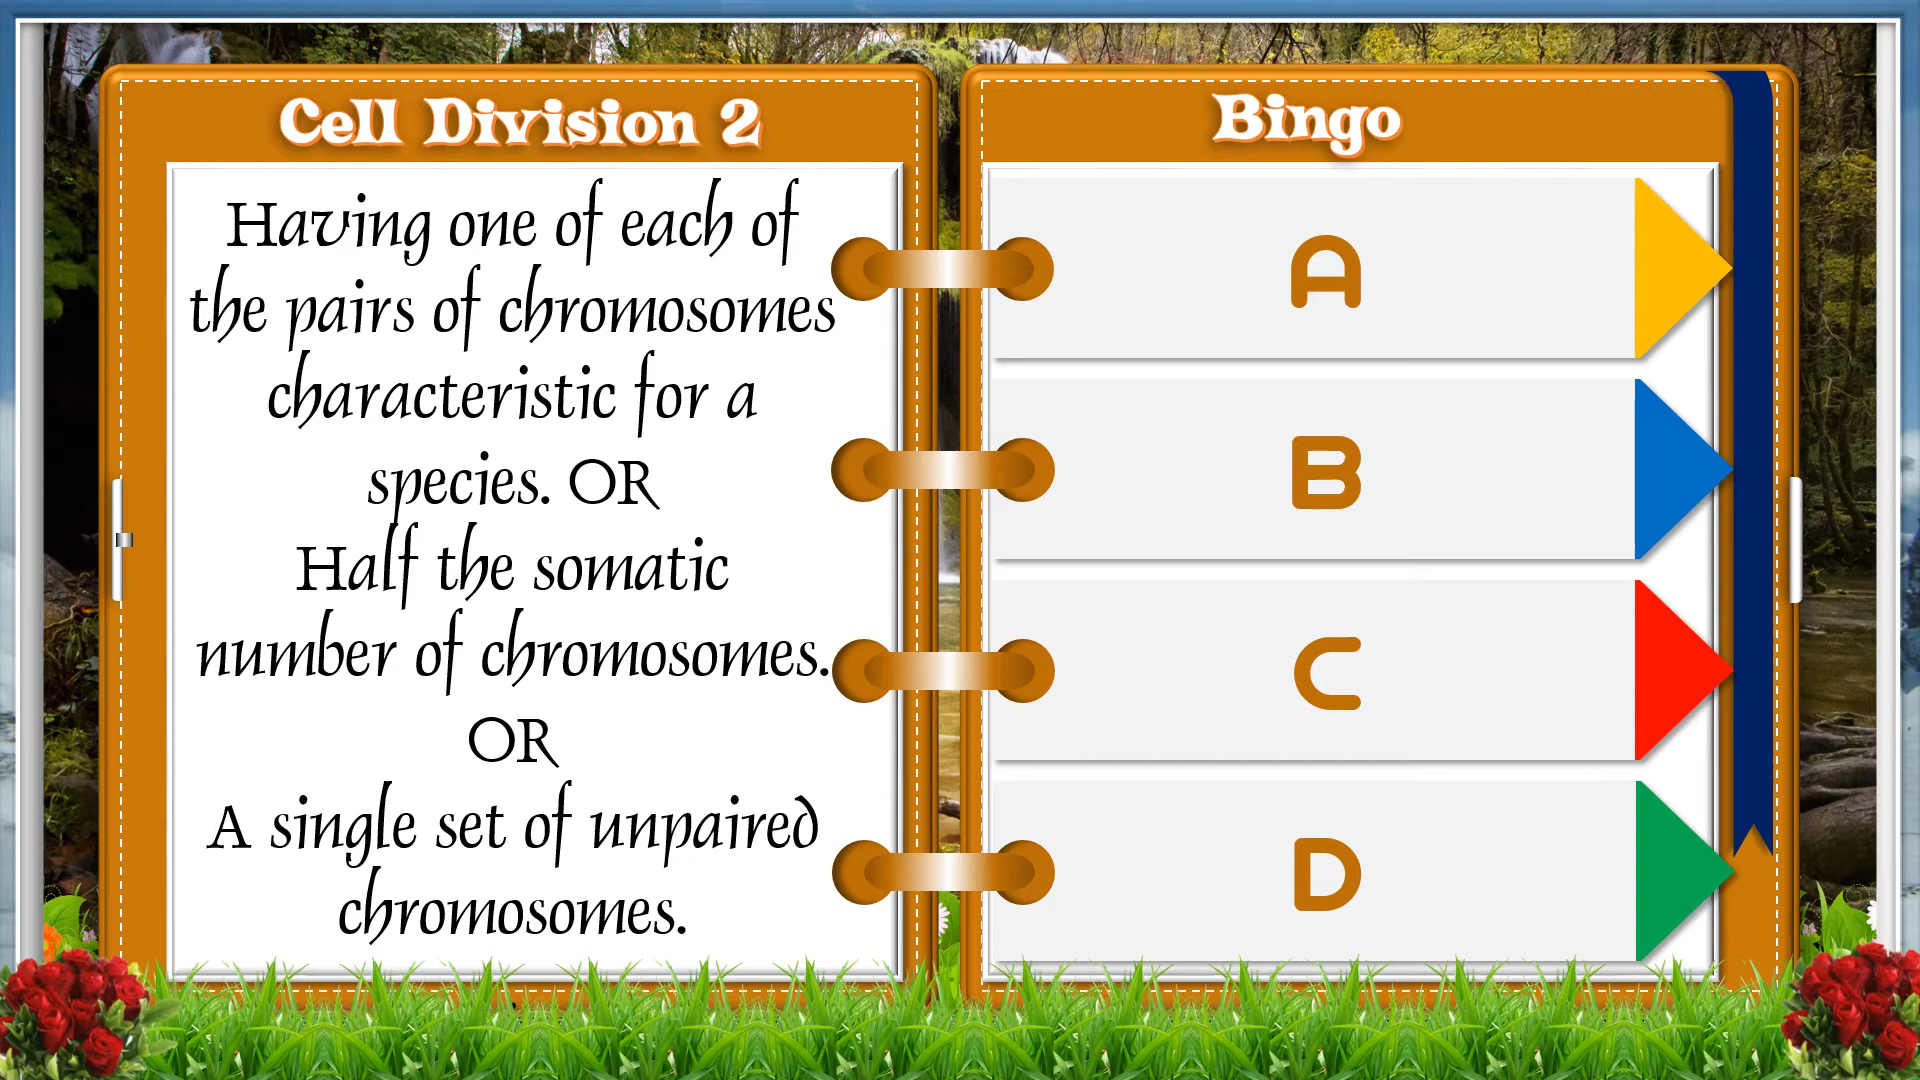 Cell Division 2
Having one of each of
the pairs of chromosomes
characteristic for a
species. OR
Half the somatic
number of chromosomes.
OR
A single set of unpaired
chromosomes.
Bingo
A
B
C
D